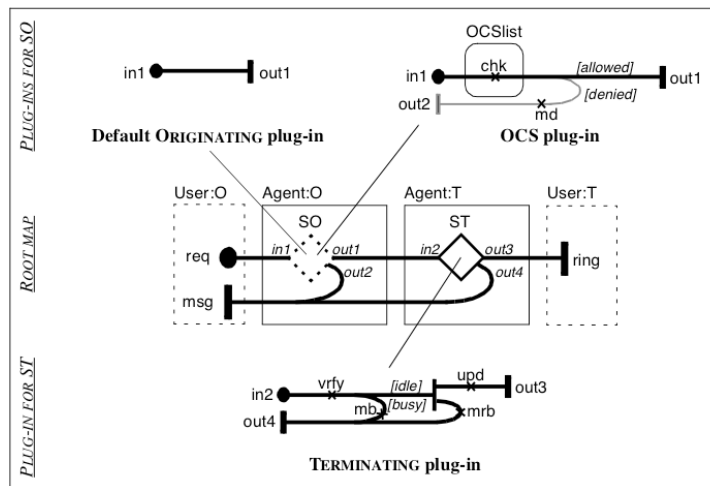 PLUG-INS FOR SO
OCSlist
chk
in1
out1
in1
[allowed]
out1
out2
[denied]
md
Default ORIGINATING plug-in
OCS plug-in
ROOT MAP
User:O
Agent:O
Agent:T
User:T
SO
ST
req
in1
out1
in2
out3
ring
out2
out4
msg
PLUG-IN FOR ST
in2
vrfy
[idle]
upd
out3
[busy]
mb
mrb
out4
TERMINATING plug-in